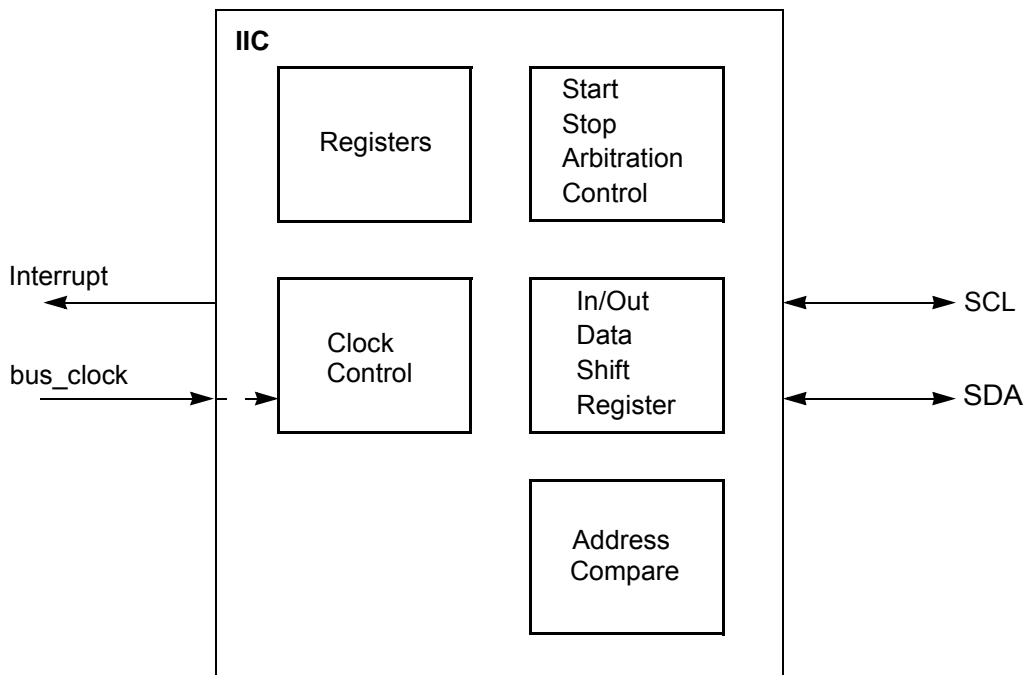 IIC
Registers
Start
Stop
Arbitration
Control
Interrupt
bus_clock
Clock
Control
In/Out
Data
Shift
Register
SCL
SDA
Address
Compare